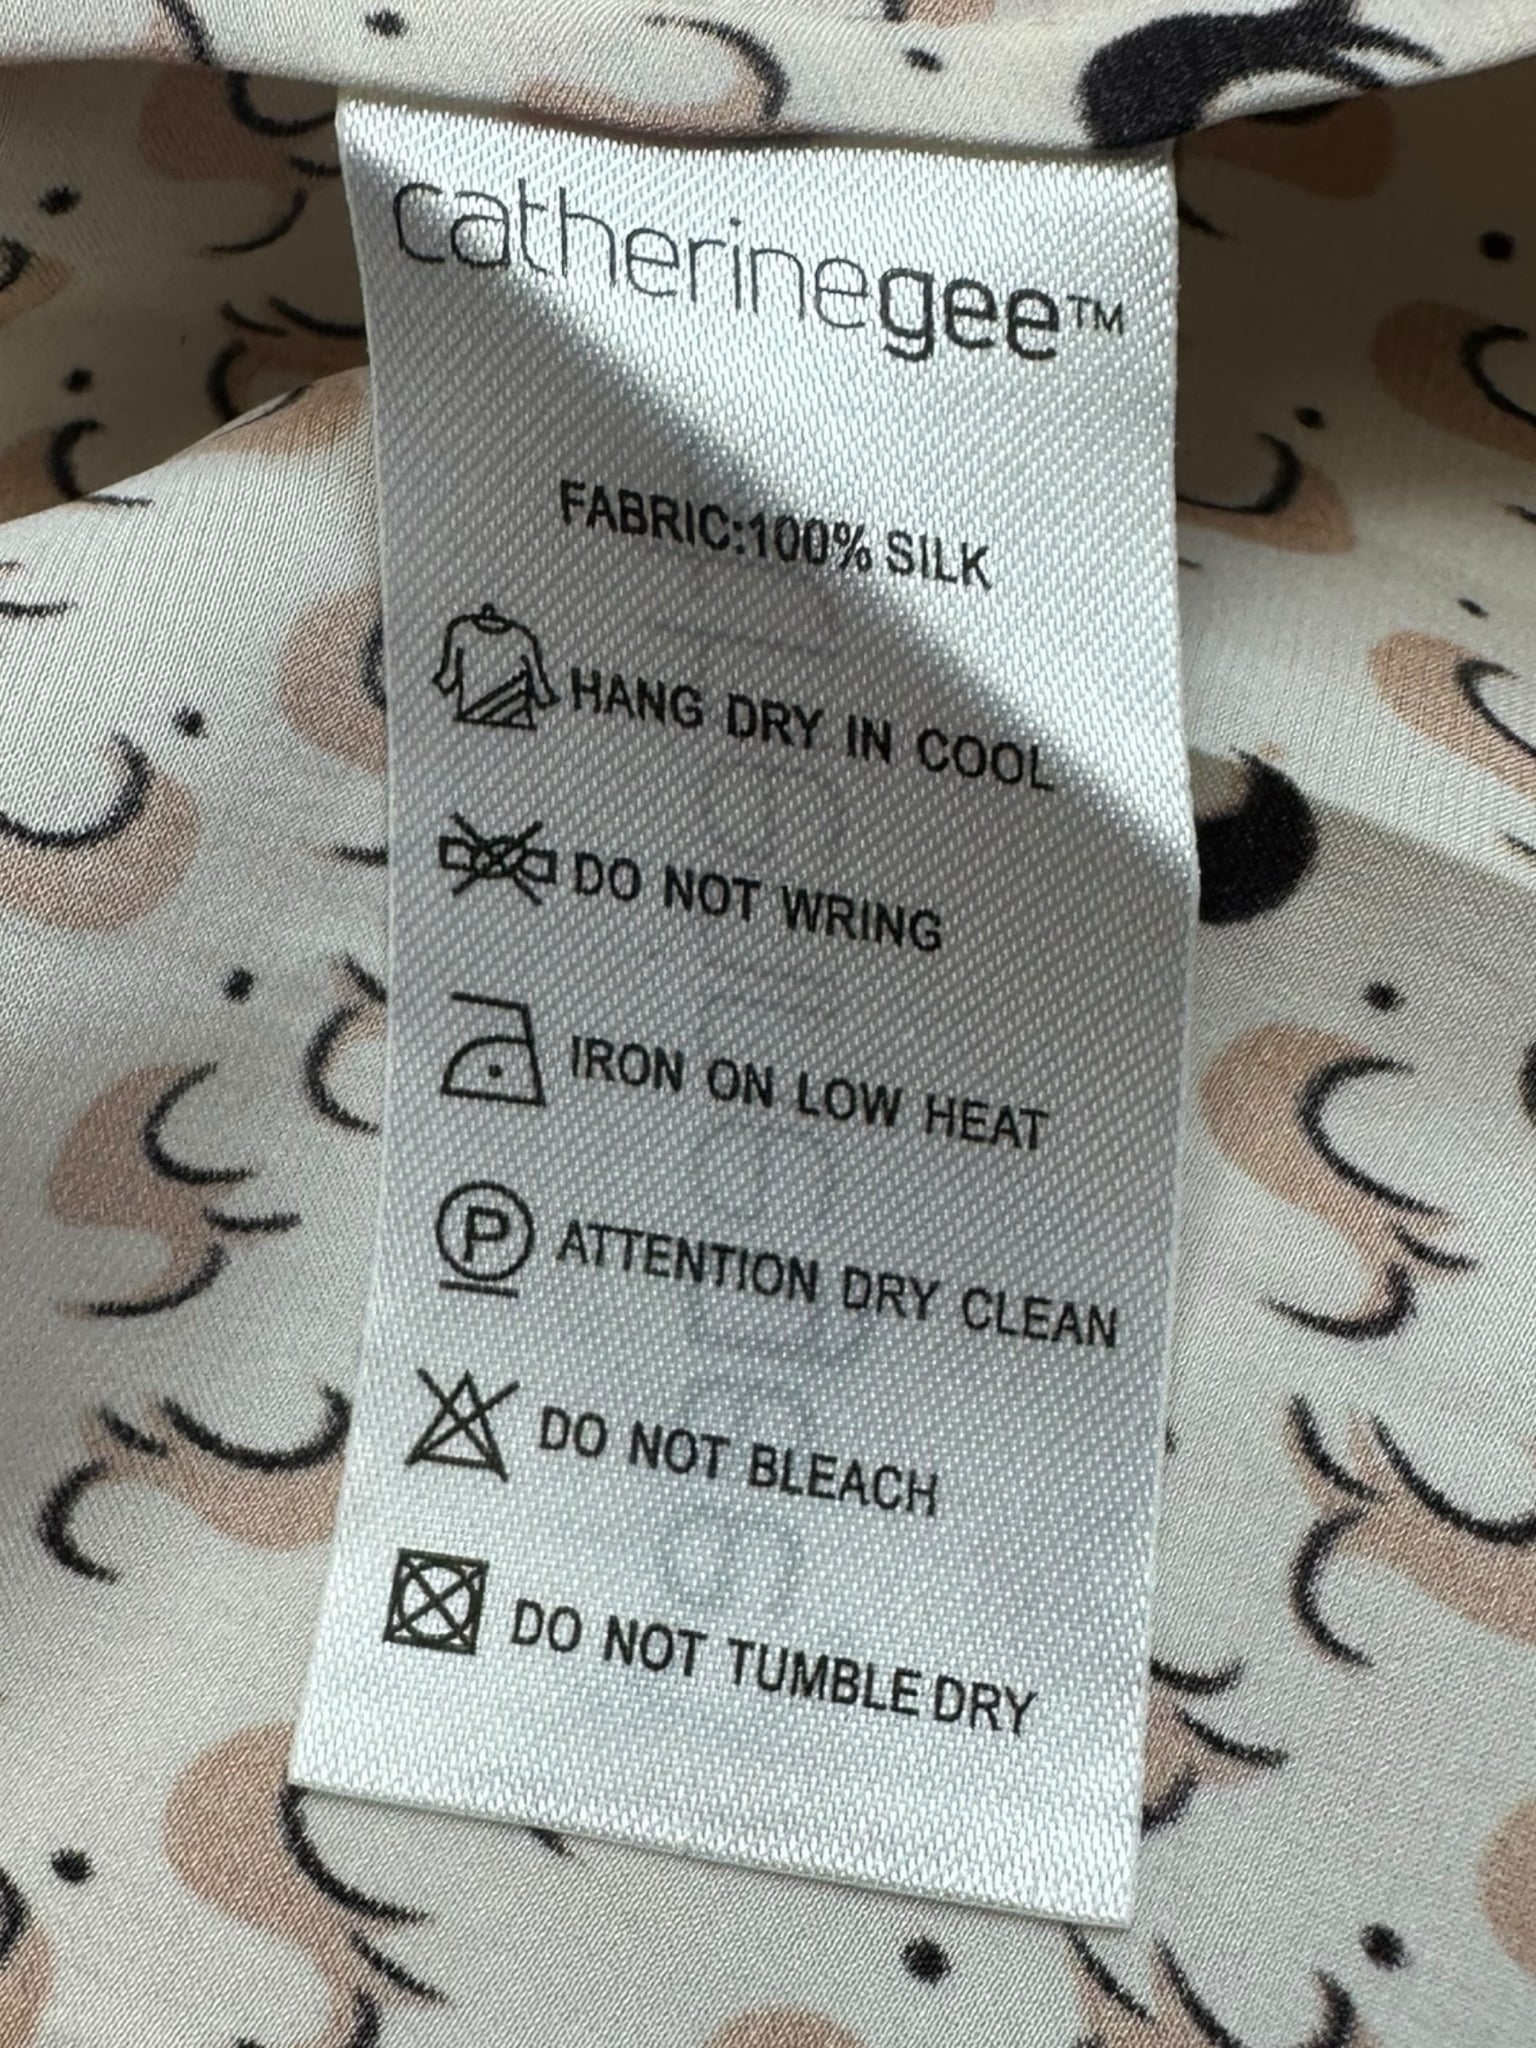 catherinegee™
FABRIC:100% SILK
HANG DRY IN COOL
DO NOT WRING
IRON ON LOW HEAT
P ATTENTION DRY CLEAN
DO NOT BLEACH
DO NOT TUMBLE DRY